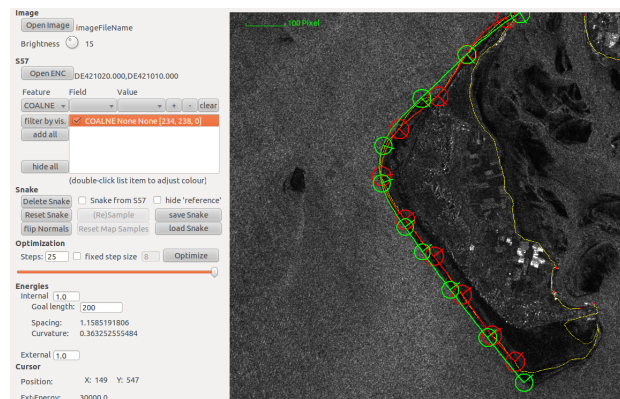 Image
Open Image imageFileName
Brightness 15
S57
Open ENC DE421020.000,DE421010.000
Feature Field Value
COALNE + - clear
filter by vis. COALNE None None [234, 238, 0]
add all
hide all
(double-click list item to adjust colour)
Snake
Delete Snake Snake from S57 hide 'reference'
Reset Snake (Re)Sample save Snake
flip Normals Reset Map Samples load Snake
Optimization
Steps: 25 fixed step size 8 Optimize
Energies
Internal 1.0
Goal length: 200
Spacing: 1.1585191806
Curvature: 0.363252555484
External 1.0
Cursor
Position: X: 149 Y: 547
Ext-Energy: 30000.0
100 Pixel